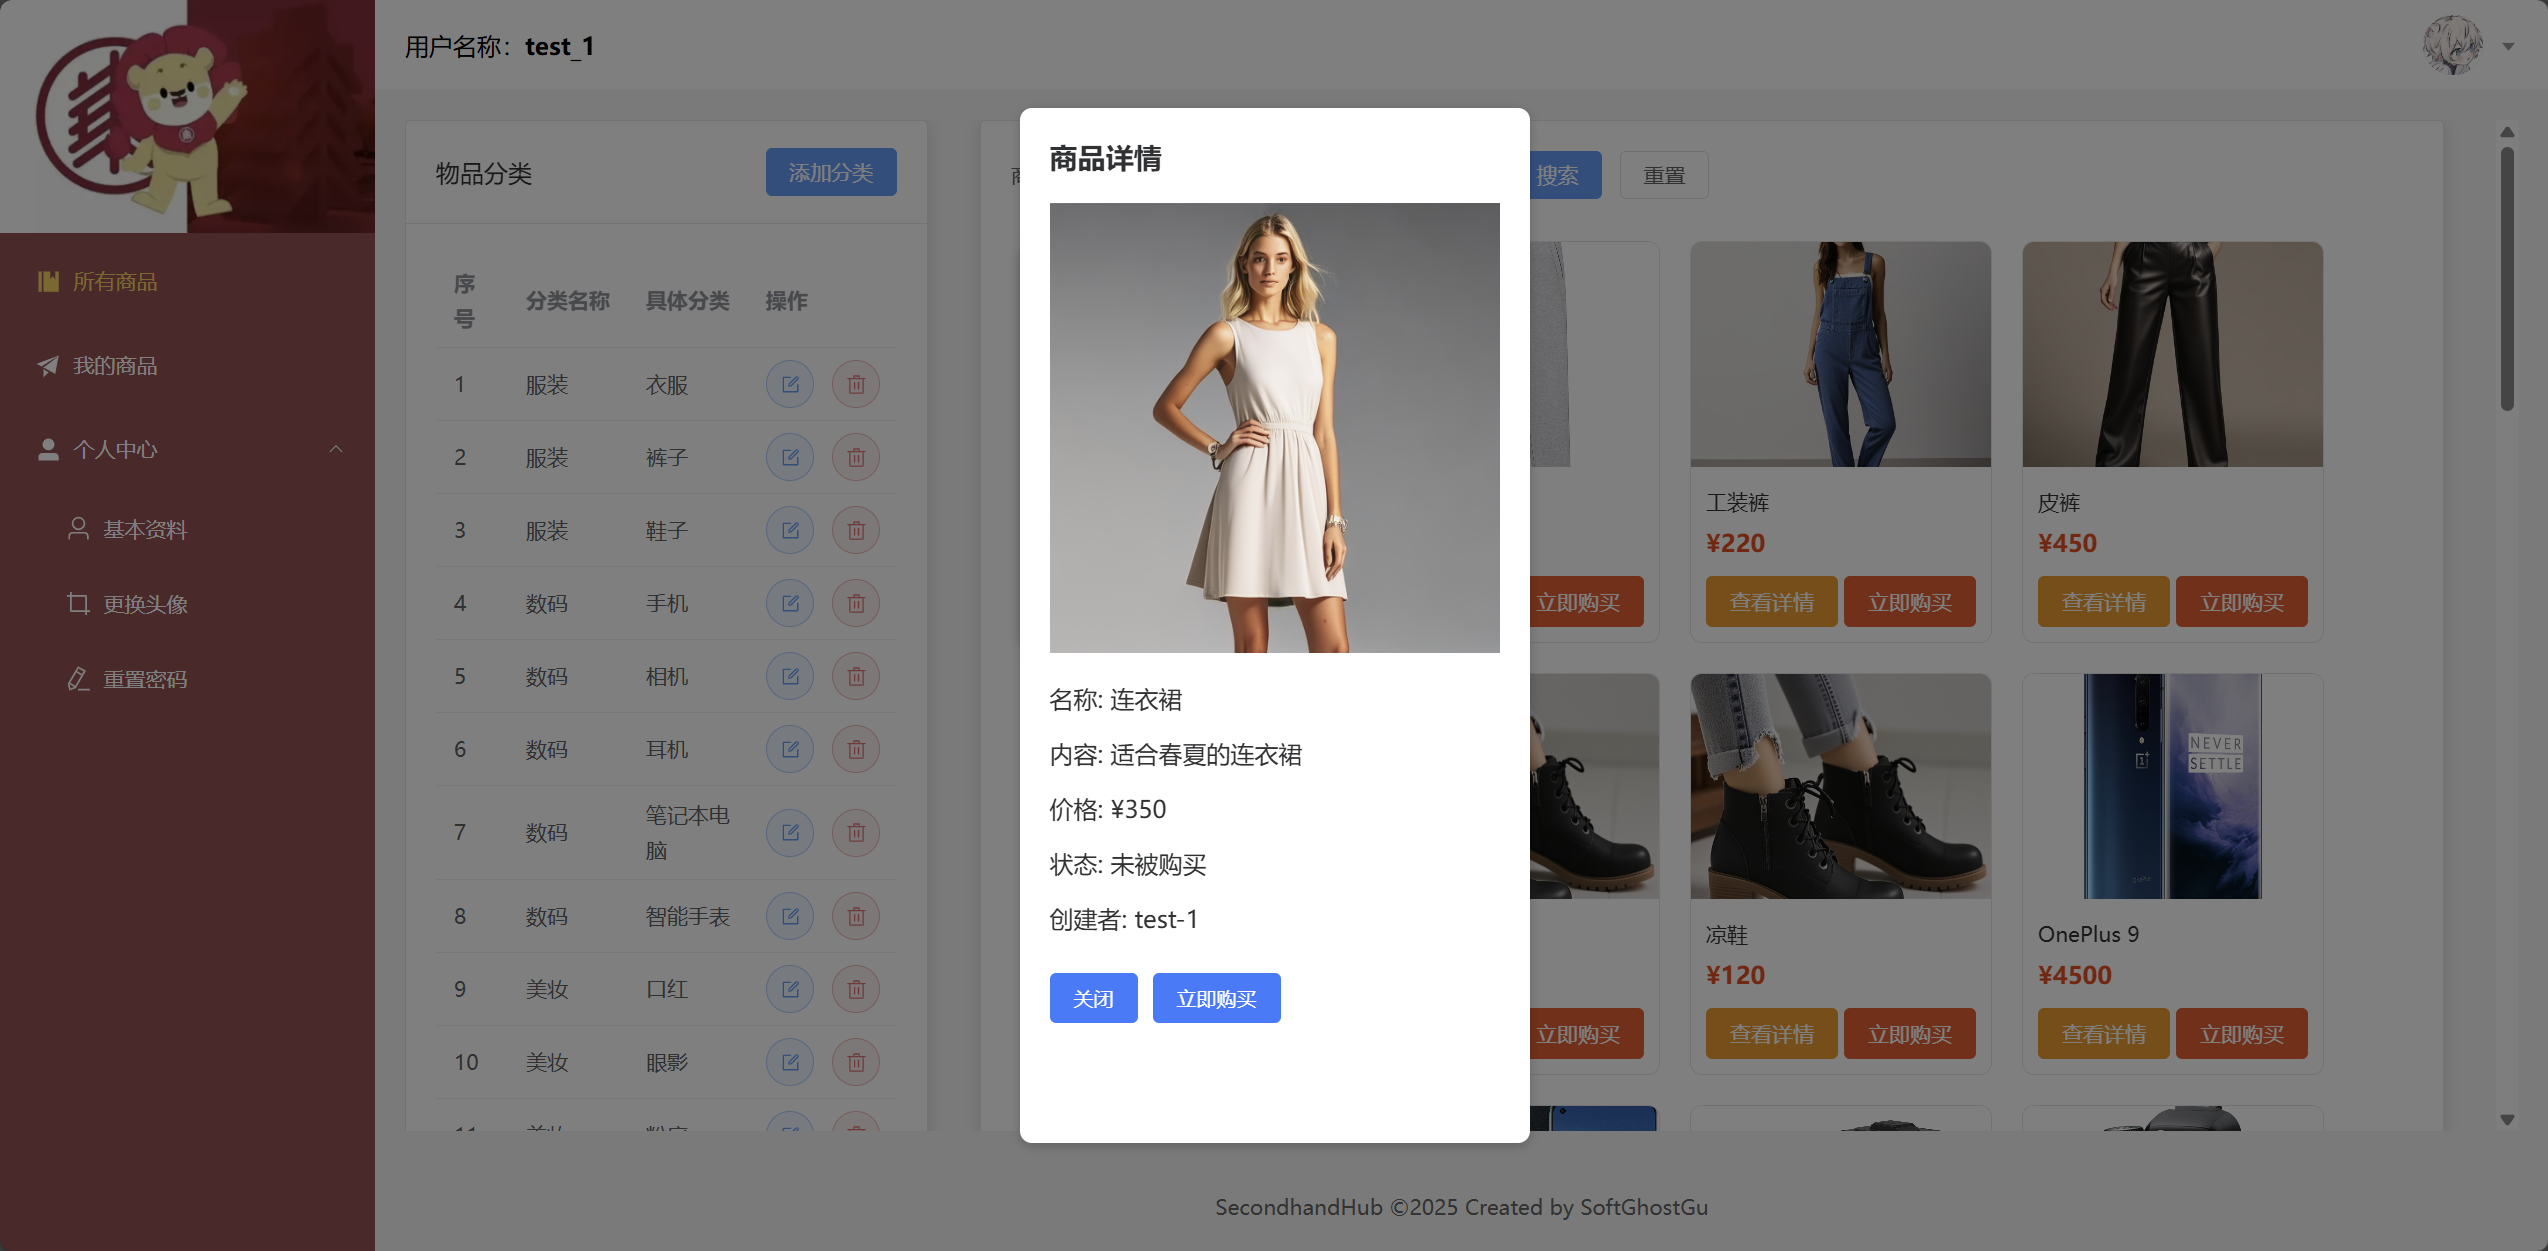 用户名称：test_1
所有商品
我的商品
个人中心
基本资料
更换头像
重置密码
物品分类
添加分类
序号 分类名称 具体分类 操作
1 服装 衣服
2 服装 裤子
3 服装 鞋子
4 数码 手机
5 数码 相机
6 数码 耳机
7 数码 笔记本电脑
8 数码 智能手表
9 美妆 口红
10 美妆 眼影
搜索
重置
商品详情
名称: 连衣裙
内容: 适合春夏的连衣裙
价格: ¥350
状态: 未被购买
创建者: test-1
关闭
立即购买
立即购买
工装裤
¥220
查看详情 立即购买
皮裤
¥450
查看详情 立即购买
立即购买
凉鞋
¥120
查看详情 立即购买
NEVER
SETTLE
OnePlus 9
¥4500
查看详情 立即购买
SecondhandHub ©2025 Created by SoftGhostGu